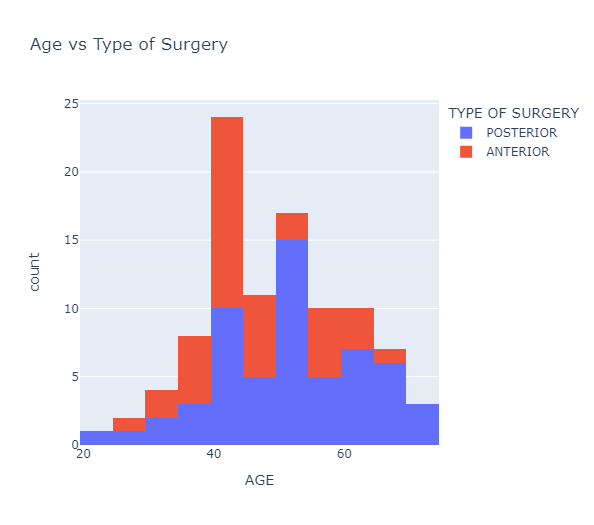 Age vs Type of Surgery
TYPE OF SURGERY
POSTERIOR
ANTERIOR
25
20
15
10
5
0
count
20
40
60
AGE